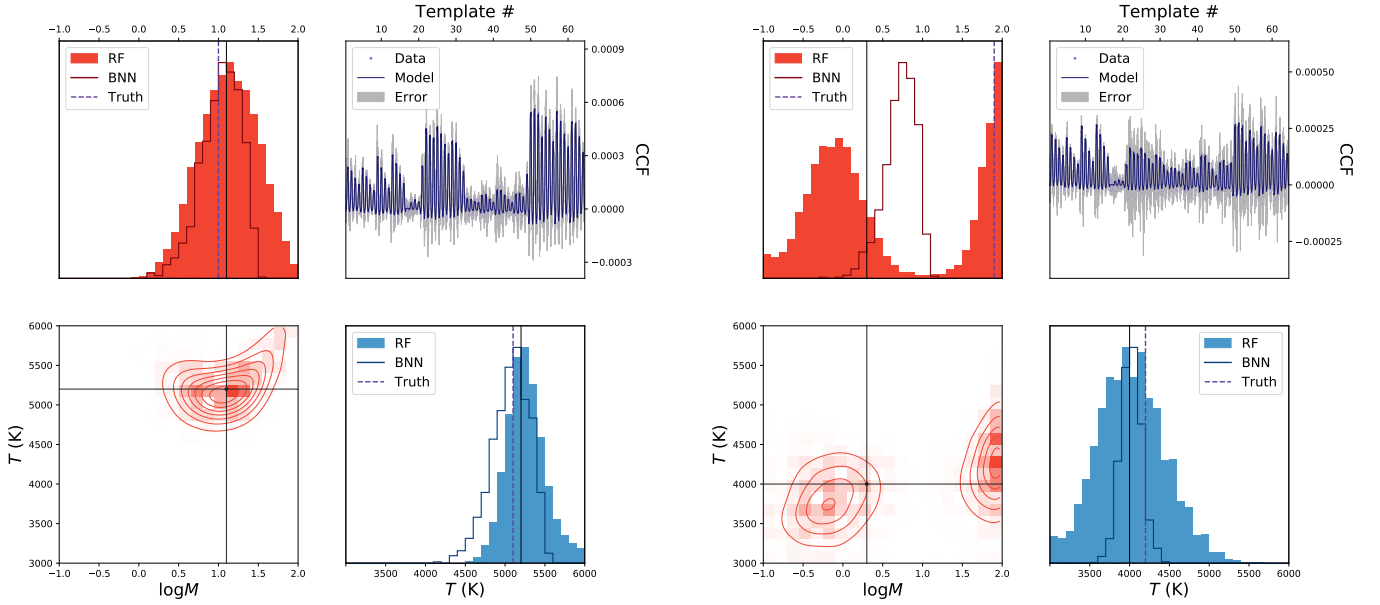 Template #
Template #
−1.0 −0.5 0.0 0.5 1.0 1.5 2.0
10 20 30 40 50 60
−1.0 −0.5 0.0 0.5 1.0 1.5 2.0
10 20 30 40 50 60
RF
BNN
Truth
Data
Model
Error
0.0009
0.0006
0.0003
0.0000
−0.0003
CCF
RF
BNN
Truth
Data
Model
Error
0.00050
0.00025
0.00000
−0.00025
CCF
6000
5500
5000
4500
4000
3500
3000
T (K)
−1.0 −0.5 0.0 0.5 1.0 1.5 2.0
logM
RF
BNN
Truth
3500 4000 4500 5000 5500 6000
T (K)
6000
5500
5000
4500
4000
3500
3000
T (K)
−1.0 −0.5 0.0 0.5 1.0 1.5 2.0
logM
RF
BNN
Truth
3500 4000 4500 5000 5500 6000
T (K)